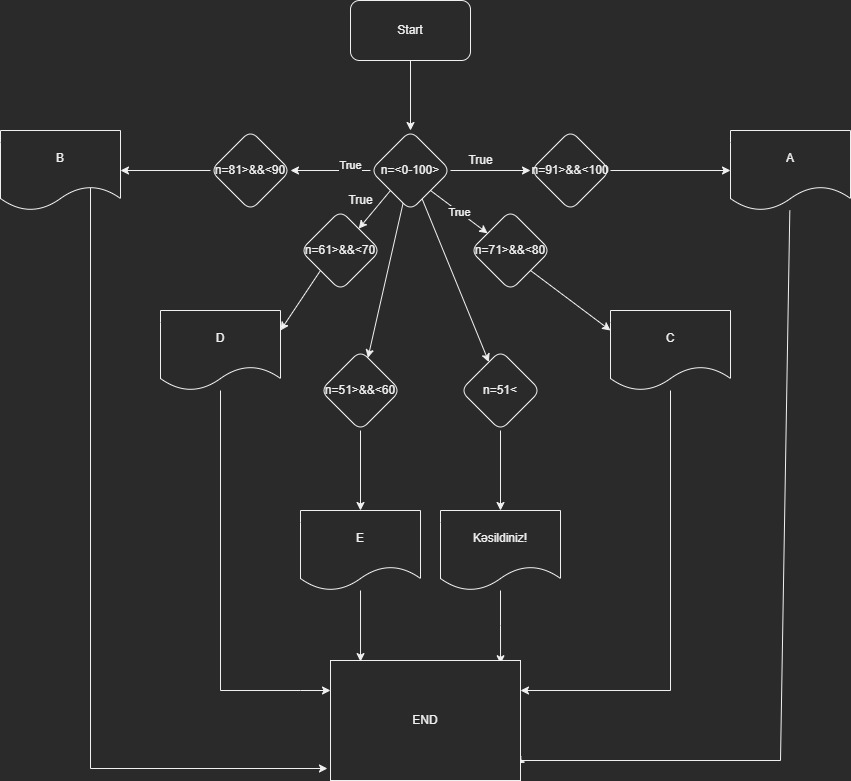 Start
B
n=81>&&<90
True
n=<0-100>
True
n=91>&&<100
A
True
True
n=61>&&<70
n=71>&&<80
D
C
n=51>&&<60
n=51<
E
Kəsildiniz!
END